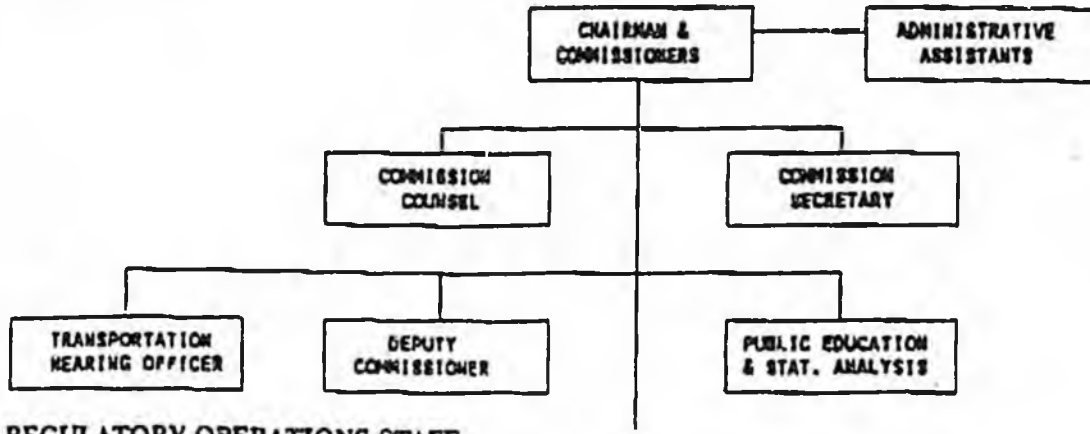 CHAIRMAN &
COMMISSIONERS
ADMINISTRATIVE
ASSISTANTS
COMMISSION
COUNSEL
COMMISSION
SECRETARY
TRANSPORTATION
HEARING OFFICER
DEPUTY
COMMISSIONER
PUBLIC EDUCATION
& STAT. ANALYSIS
REGULATORY OPERATIONS STAFF